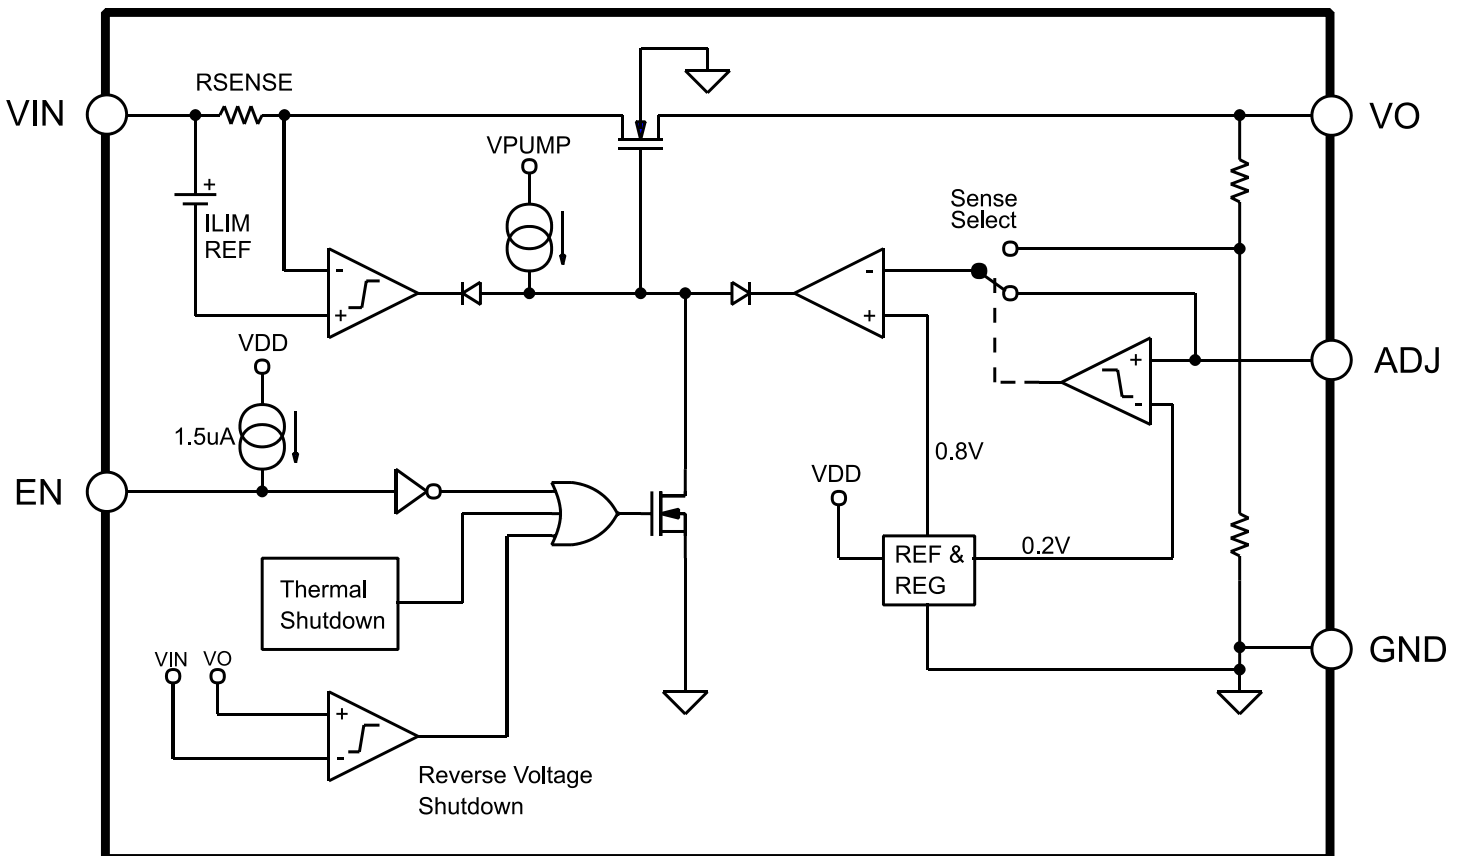 RSENSE
VIN
VO
VPUMP
Sense
Select
+
ILIM
REF
-
+
-
+
VDD
ADJ
+
-
1.5uA
0.8V
VDD
EN
0.2V
REF &
REG
Thermal
Shutdown
GND
VIN
VO
+
-
Reverse Voltage
Shutdown